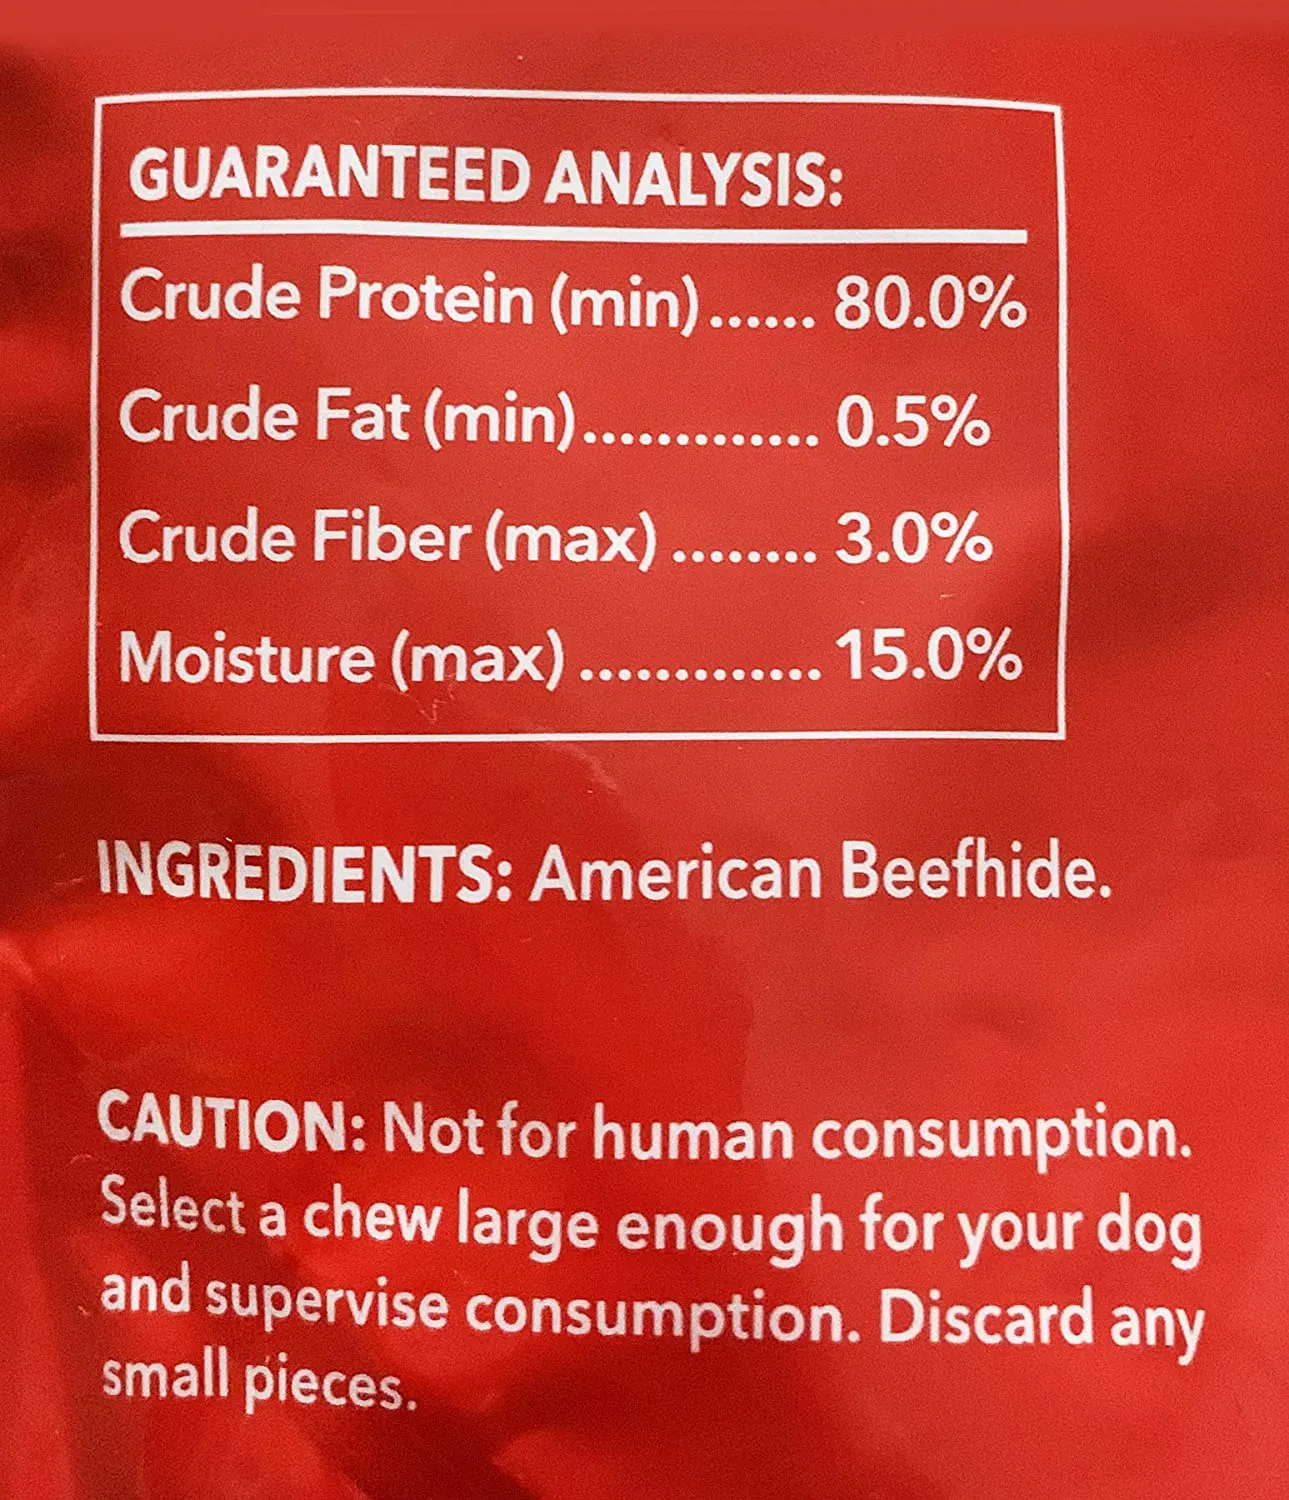 GUARANTEED ANALYSIS:
Crude Protein (min)...... 80.0%
Crude Fat (min)............. 0.5%
Crude Fiber (max) ........ 3.0%
Moisture (max) ............. 15.0%
INGREDIENTS: American Beefhide.
CAUTION: Not for human consumption.
Select a chew large enough for your dog
and supervise consumption. Discard any
small pieces.